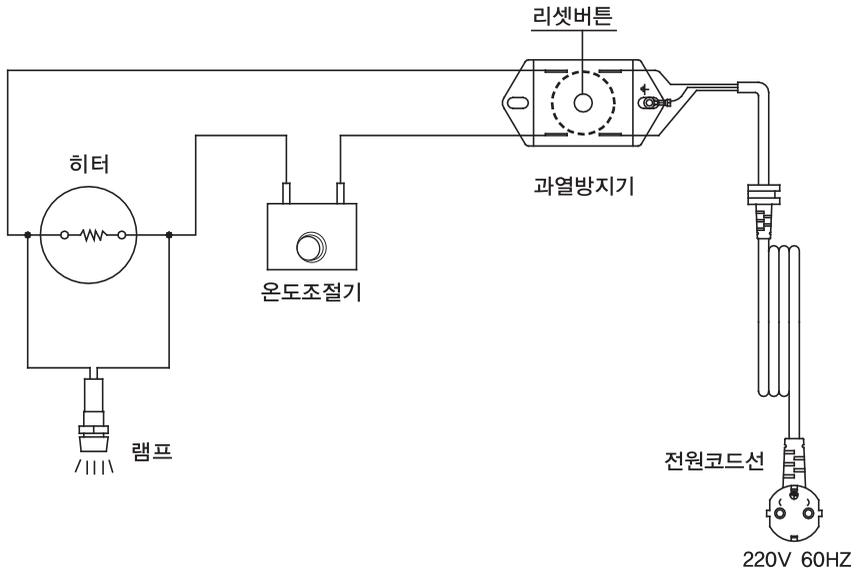 리셋버튼
히터
과열방지기
온도조절기
램프
전원코드선
220V 60HZ